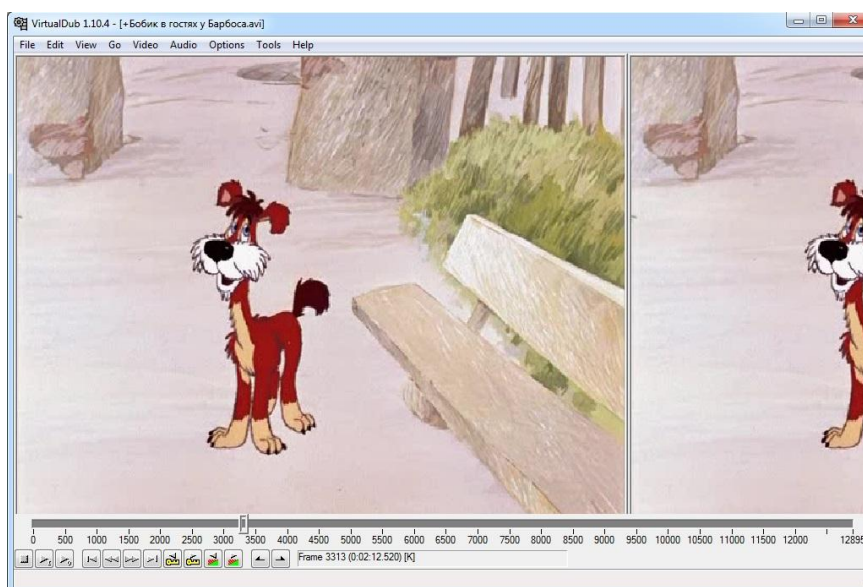 VirtualDub 1.10.4 - [+Бобик в гостях у Барбоса.avi]
File Edit View Go Video Audio Options Tools Help
0 500 1000 1500 2000 2500 3000 3500 4000 4500 5000 5500 6000 6500 7000 7500 8000 8500 9000 9500 10000 10500 11000 11500 12000 12895
Frame 3313 (0:02:12.520) [K]